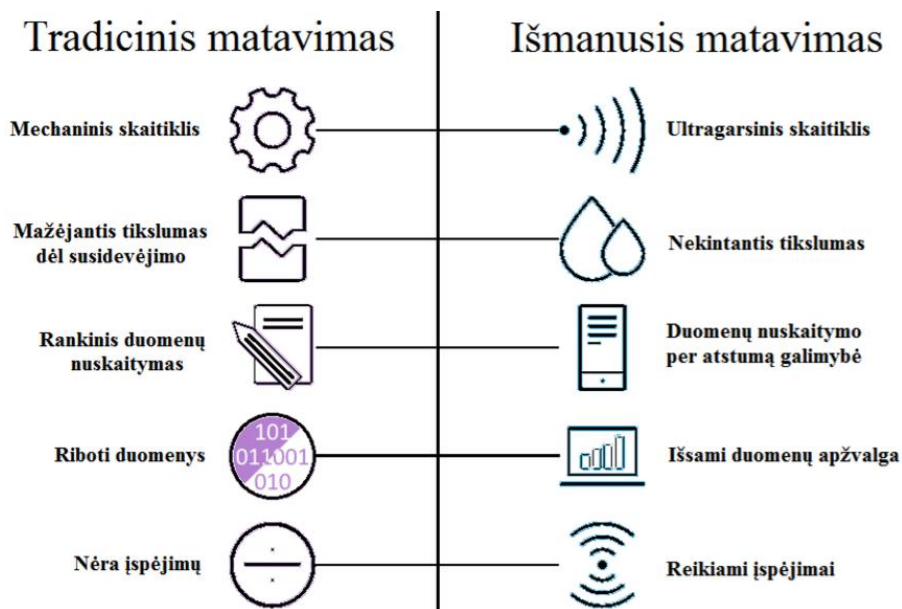 Tradicinis matavimas
Išmanusis matavimas
Mechaninis skaitiklis
Ultragarsinis skaitiklis
Mažėjantis tikslumas
dėl susidevėjimo
Nekintantis tikslumas
Rankinis duomenų
nuskaitymas
Duomenų nuskaitymo
per atstumą galimybė
Riboti duomenys
101
011001
010
Išsami duomenų apžvalga
Nėra įspėjimų
Reikiami įspėjimai